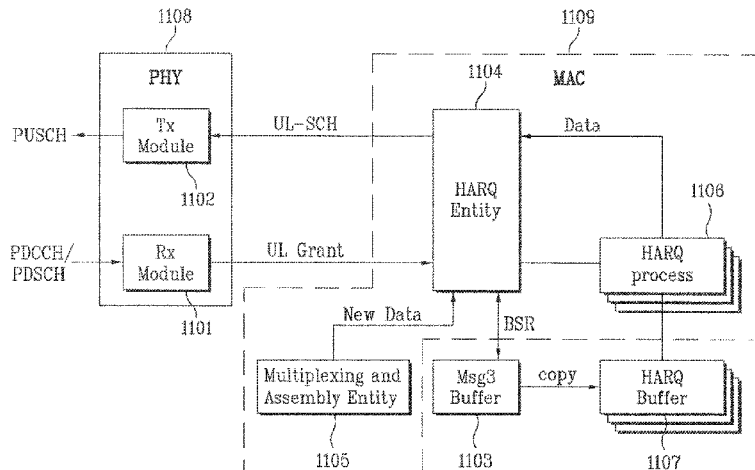 1108
1109
PHY
1104
MAC
Tx
Module
PUSCH
UL-SCH
Data
1102
HARQ
Entity
1106
PDCCH/
PDSCH
Rx
Module
UL Grant
HARQ
process
1101
New Data
BSR
Multiplexing and
Assembly Entity
Msg3
Buffer
copy
HARQ
Buffer
1105
1103
1107